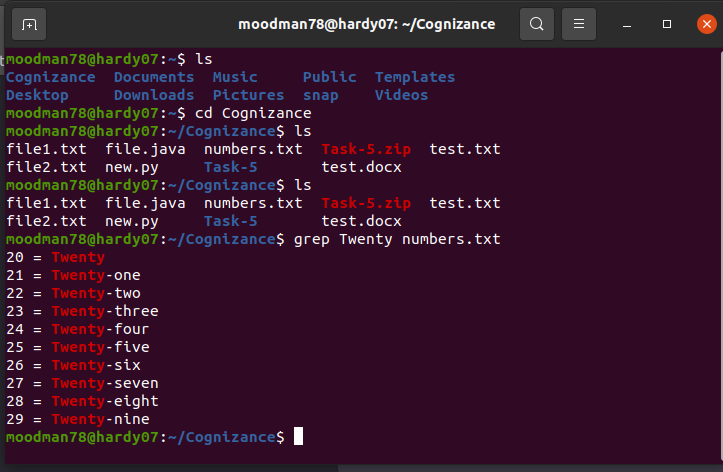 moodman78@hardy07: ~/Cognizance
moodman78@hardy07:~$ ls
Cognizance  Documents  Music     Public  Templates
Desktop     Downloads  Pictures  snap    Videos
moodman78@hardy07:~$ cd Cognizance
moodman78@hardy07:~/Cognizance$ ls
file1.txt  file.java  numbers.txt  Task-5.zip  test.txt
file2.txt  new.py     Task-5       test.docx
moodman78@hardy07:~/Cognizance$ ls
file1.txt  file.java  numbers.txt  Task-5.zip  test.txt
file2.txt  new.py     Task-5       test.docx
moodman78@hardy07:~/Cognizance$ grep Twenty numbers.txt
20 = Twenty
21 = Twenty-one
22 = Twenty-two
23 = Twenty-three
24 = Twenty-four
25 = Twenty-five
26 = Twenty-six
27 = Twenty-seven
28 = Twenty-eight
29 = Twenty-nine
moodman78@hardy07:~/Cognizance$